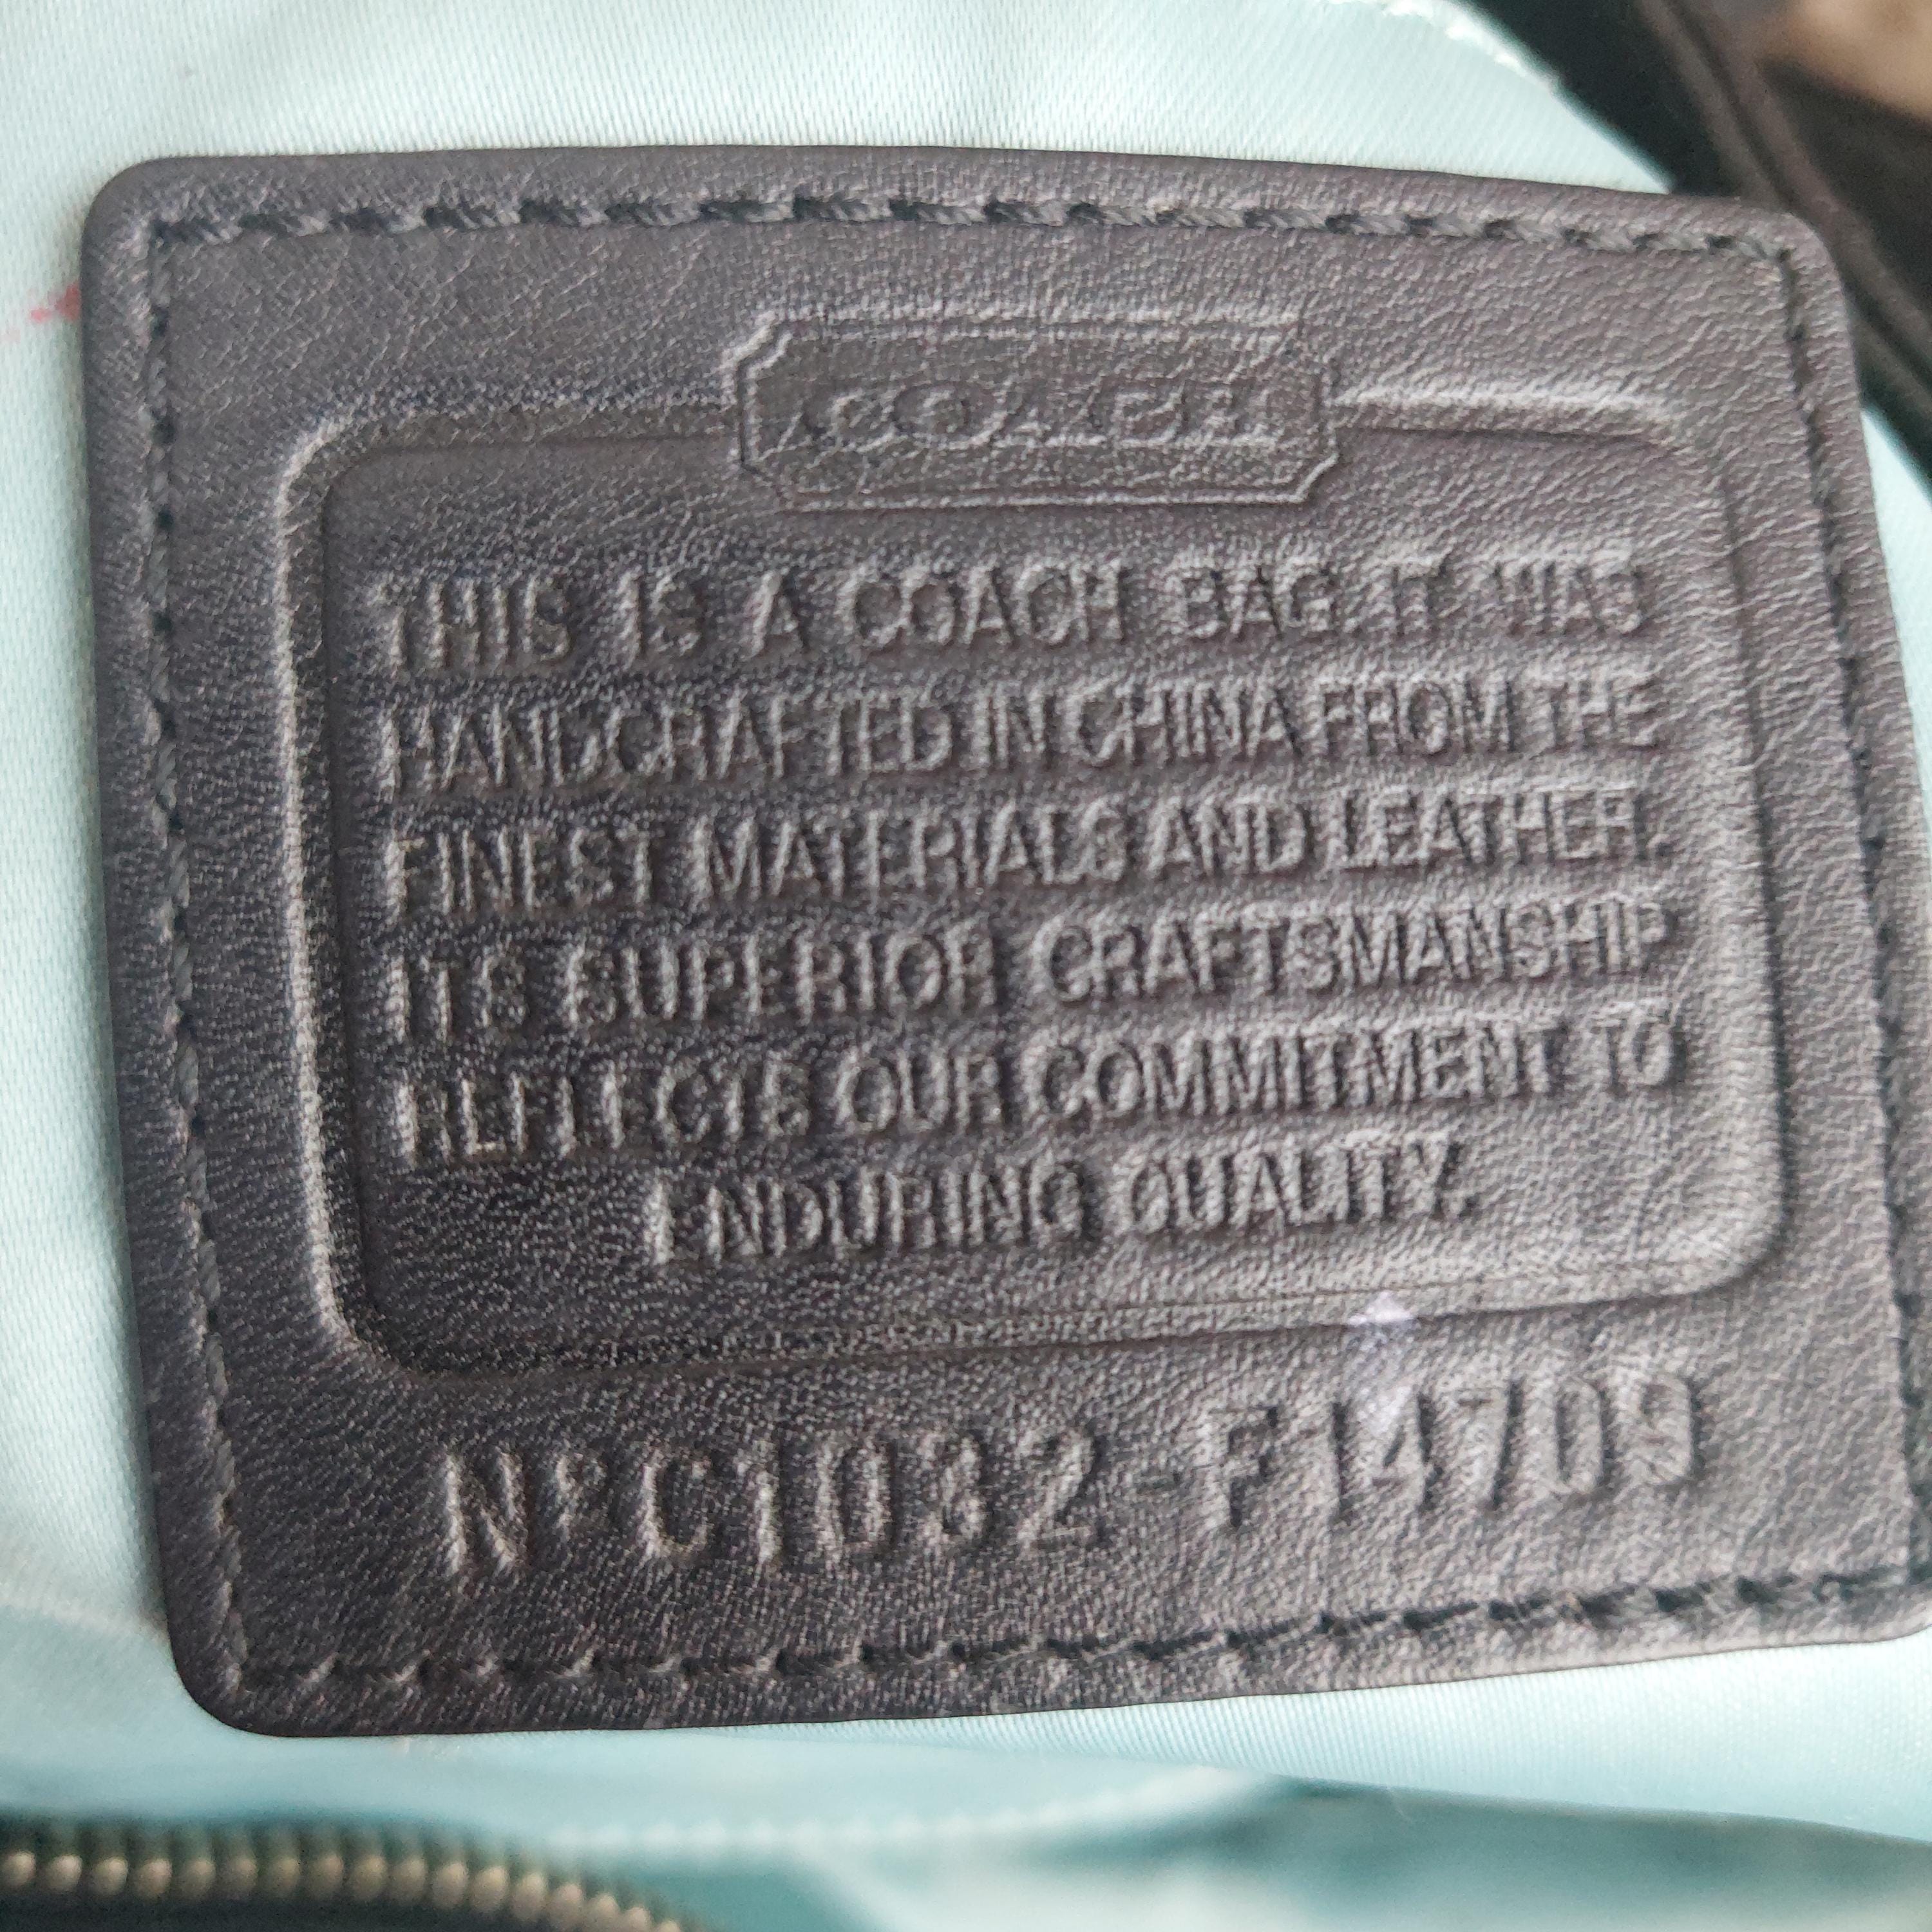 COACH
THIS IS A COACH BAG. IT WAS
HANDCRAFTED IN CHINA FROM THE
FINEST MATERIALS AND LEATHER.
ITS SUPERIOR CRAFTSMANSHIP
REFLECTS OUR COMMITMENT TO
ENDURING QUALITY.
Nº C1032-F14709